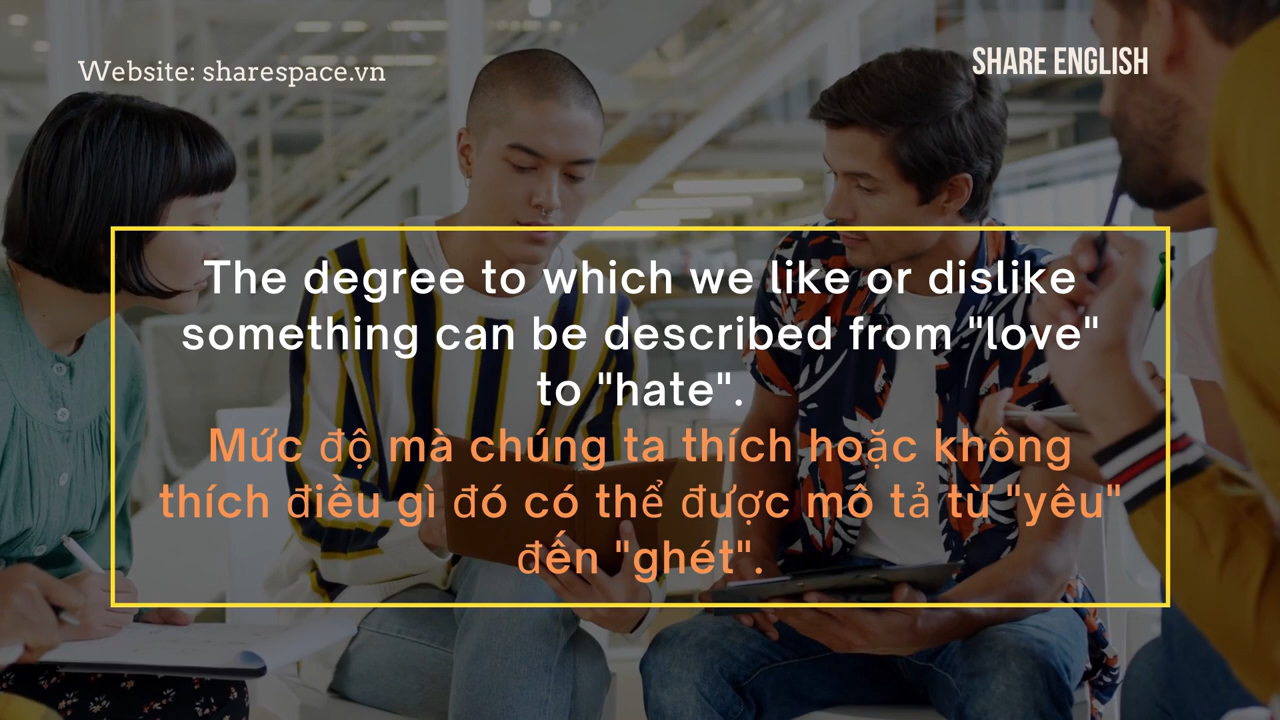 Website: sharespace.vn
SHARE ENGLISH
The degree to which we like or dislike
something can be described from "love"
to "hate".
Mức độ mà chúng ta thích hoặc không
thích điều gì đó có thể được mô tả từ "yêu"
đến "ghét".